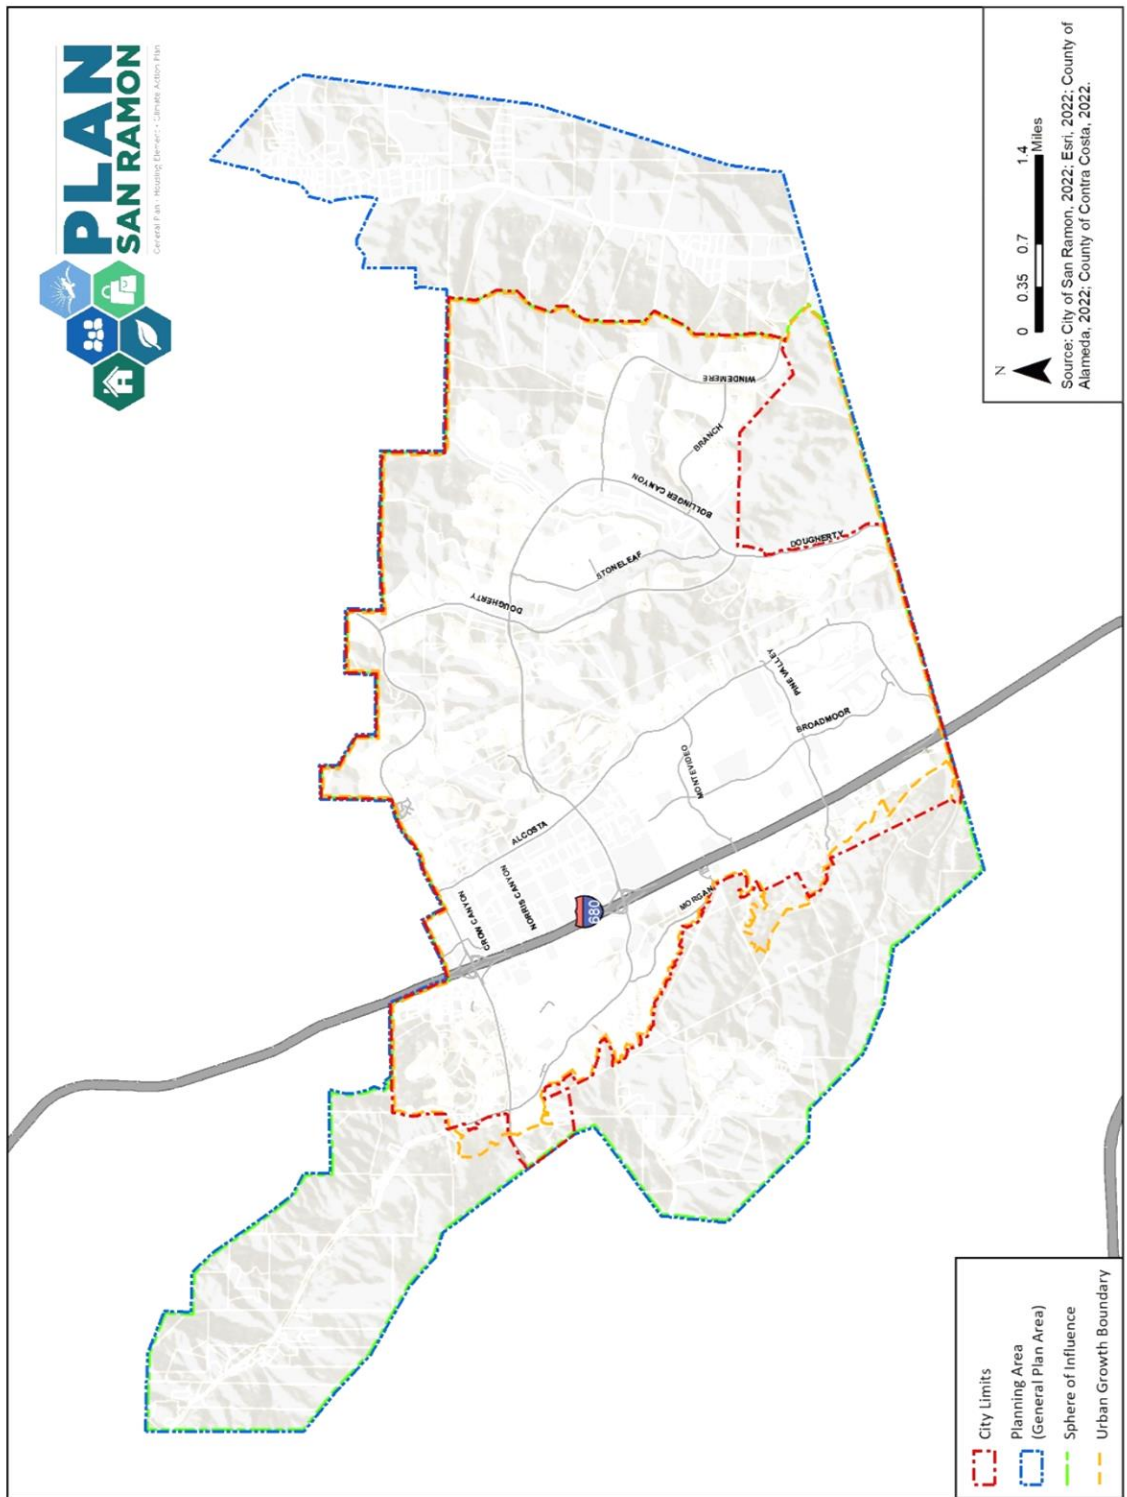 PLAN
SAN RAMON
General Plan • Housing Element • Climate Action Plan
CROW CANYON
NORRIS CANYON
ALCOSTA
680
MORGAN
MONTEVIDEO
BROADMOOR
PINE VALLEY
DOUGHERTY
STONELEAF
BOLLINGER CANYON
DOUGHERTY
BRANCH
WINDEMERE
City Limits
Planning Area
(General Plan Area)
Sphere of Influence
Urban Growth Boundary
N
0 0.35 0.7 1.4
Miles
Source: City of San Ramon, 2022; Esri, 2022; County of
Alameda, 2022; County of Contra Costa, 2022.